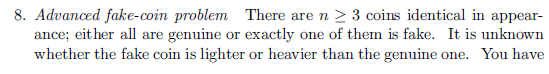 8. Advanced fake-coin problem There are n ≥ 3 coins identical in appear-
ance; either all are genuine or exactly one of them is fake. It is unknown
whether the fake coin is lighter or heavier than the genuine one. You have